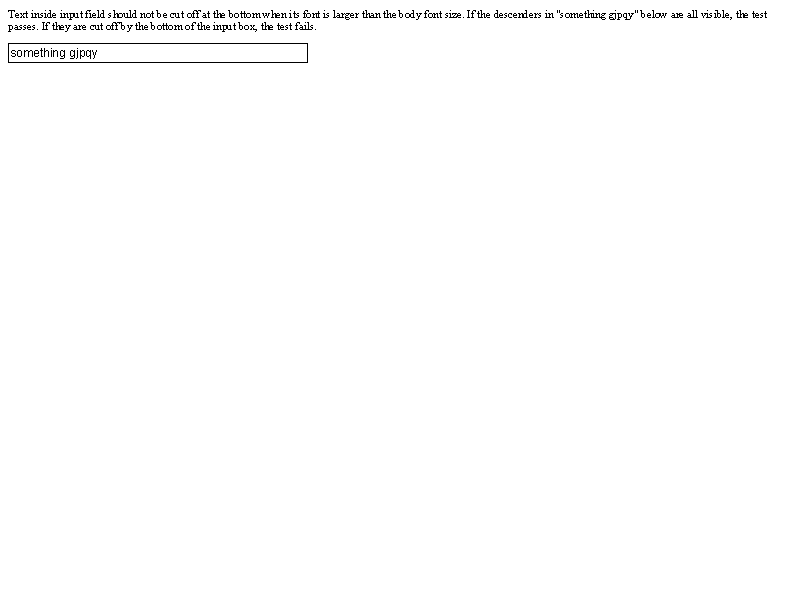 Text inside input field should not be cut off at the bottom when its font is larger than the body font size. If the descenders in "something gjpqy" below are all visible, the test
passes. If they are cut off by the bottom of the input box, the test fails.
something gjpqy